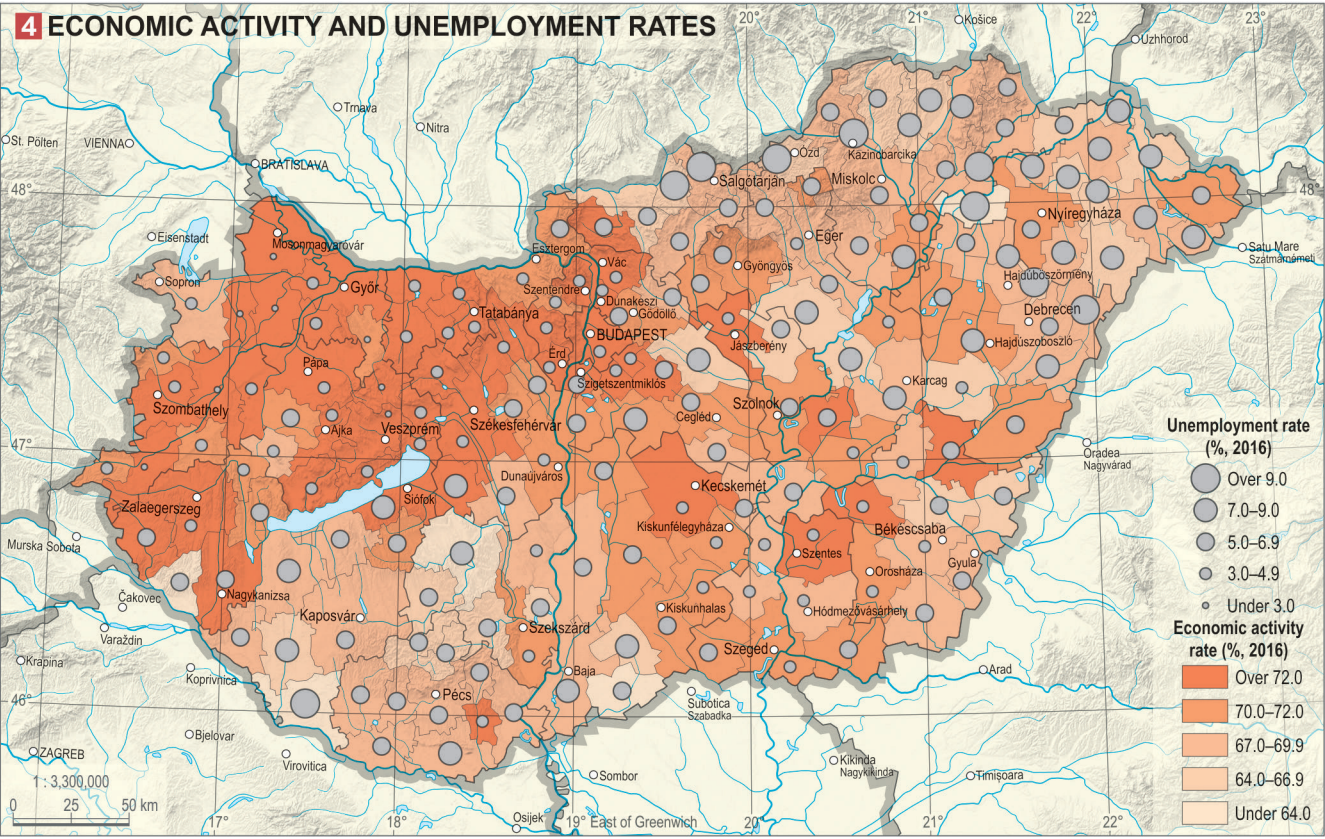 4 ECONOMIC ACTIVITY AND UNEMPLOYMENT RATES
20°
21°
22°
23°
Košice
Uzhhorod
Trnava
Nitra
St. Pölten
VIENNA
BRATISLAVA
Ózd
Kazincbarcika
Miskolc
Salgótarján
48°
48°
Nyíregyháza
Eisenstadt
Mosonmagyaróvár
Eger
Satu Mare
Szatmárnémeti
Esztergom
Vác
Gyöngyös
Sopron
Győr
Szentendre
Dunakeszi
Gödöllő
Hajdúböszörmény
Tatabánya
Debrecen
BUDAPEST
Jászberény
Hajdúszoboszló
Érd
Pápa
Szigetszentmiklós
Karcag
Szombathely
Szolnok
Cegléd
Ajka
Veszprém
Székesfehérvár
47°
47°
Oradea
Nagyvárad
Dunaújváros
Kecskemét
Zalaegerszeg
Siófok
Kiskunfélegyháza
Békéscsaba
Murska Sobota
Szentes
Gyula
Orosháza
Čakovec
Nagykanizsa
Kaposvár
Kiskunhalas
Hódmezővásárhely
Varaždin
Szekszárd
Szeged
Krapina
Koprivnica
Baja
Arad
46°
46°
Pécs
Subotica
Szabadka
Bjelovar
ZAGREB
Virovitica
Sombor
Kikinda
Nagykikinda
Timișoara
1 : 3,300,000
0 25 50 km
17°
18°
19° East of Greenwich
20°
21°
22°
Osijek
Unemployment rate
(%, 2016)
Over 9.0
7.0–9.0
5.0–6.9
3.0–4.9
Under 3.0
Economic activity
rate (%, 2016)
Over 72.0
70.0–72.0
67.0–69.9
64.0–66.9
Under 64.0